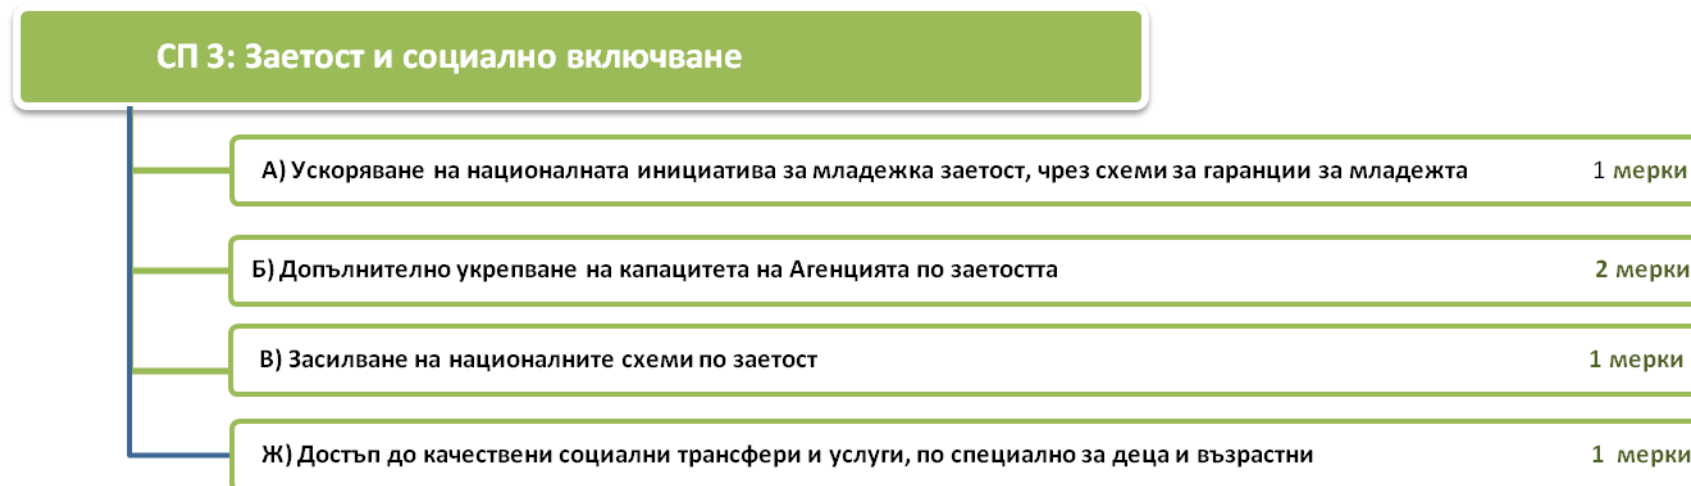 СП 3: Заетост и социално включване
А) Ускоряване на националната инициатива за младежка заетост, чрез схеми за гаранции за младежта 1 мерки
Б) Допълнително укрепване на капацитета на Агенцията по заетостта 2 мерки
В) Засилване на националните схеми по заетост 1 мерки
Ж) Достъп до качествени социални трансфери и услуги, по специално за деца и възрастни 1 мерки